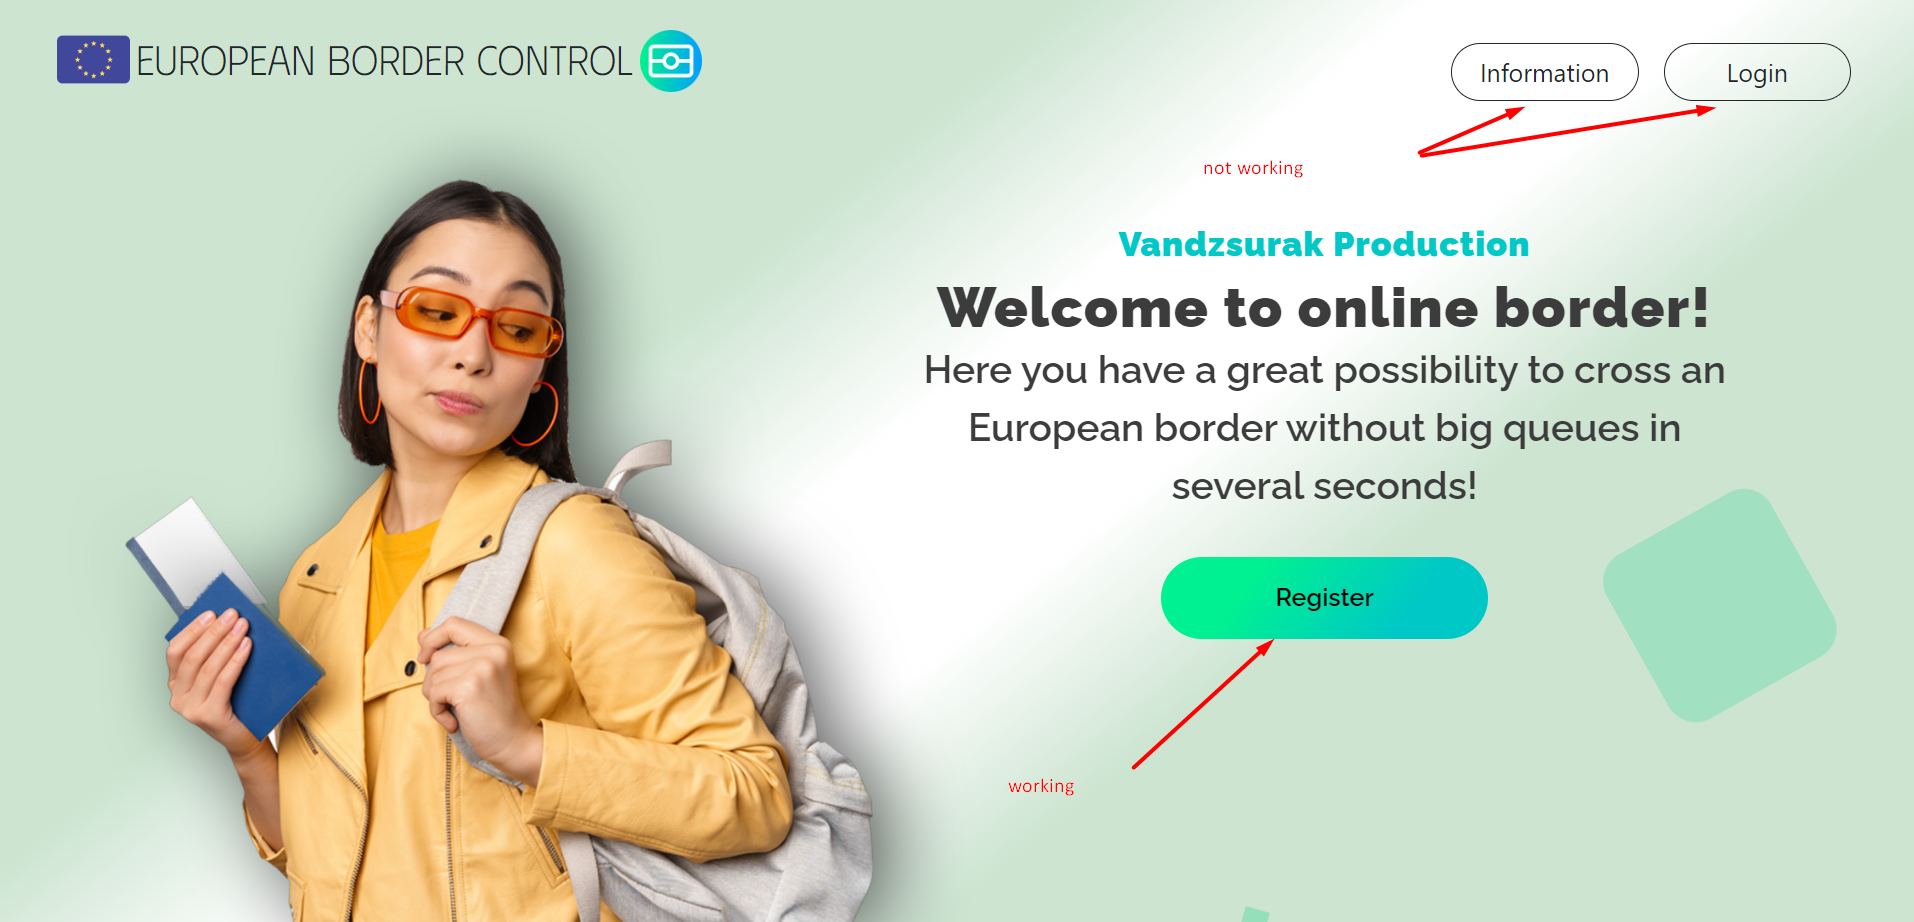 EUROPEAN BORDER CONTROL
Information
Login
not working
Vandzsurak Production
Welcome to online border!
Here you have a great possibility to cross an
European border without big queues in
several seconds!
Register
working